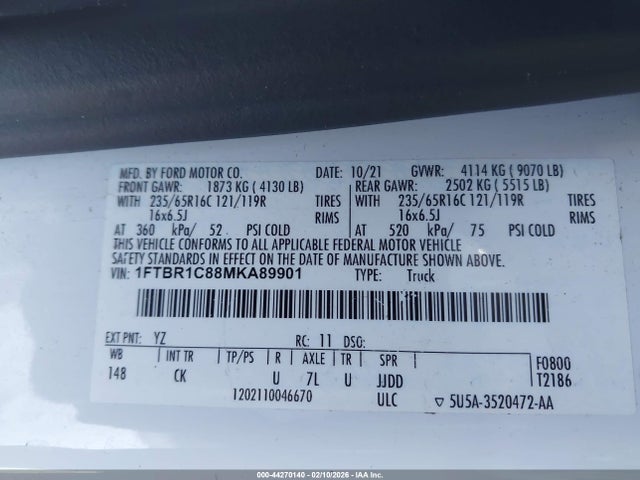 MFD. BY FORD MOTOR CO. DATE: 10/21 GVWR: 4114 KG ( 9070 LB)
FRONT GAWR: 1873 KG ( 4130 LB) REAR GAWR: 2502 KG ( 5515 LB)
WITH 235/65R16C 121/119R TIRES WITH 235/65R16C 121/119R TIRES
16x6.5J RIMS 16x6.5J RIMS
AT 360 kPa/ 52 PSI COLD AT 520 kPa/ 75 PSI COLD
THIS VEHICLE CONFORMS TO ALL APPLICABLE FEDERAL MOTOR VEHICLE
SAFETY STANDARDS IN EFFECT ON THE DATE OF MANUFACTURE SHOWN ABOVE.
VIN: 1FTBR1C88MKA89901 TYPE: Truck
EXT PNT: YZ RC: 11 DSO:
WB INT TR TP/PS R AXLE TR SPR F0800
148 CK U 7L U JJDD T2186
1202110046670 ULC ▽ 5U5A-3520472-AA
000-44270140 - 02/10/2026 - IAAI.COM